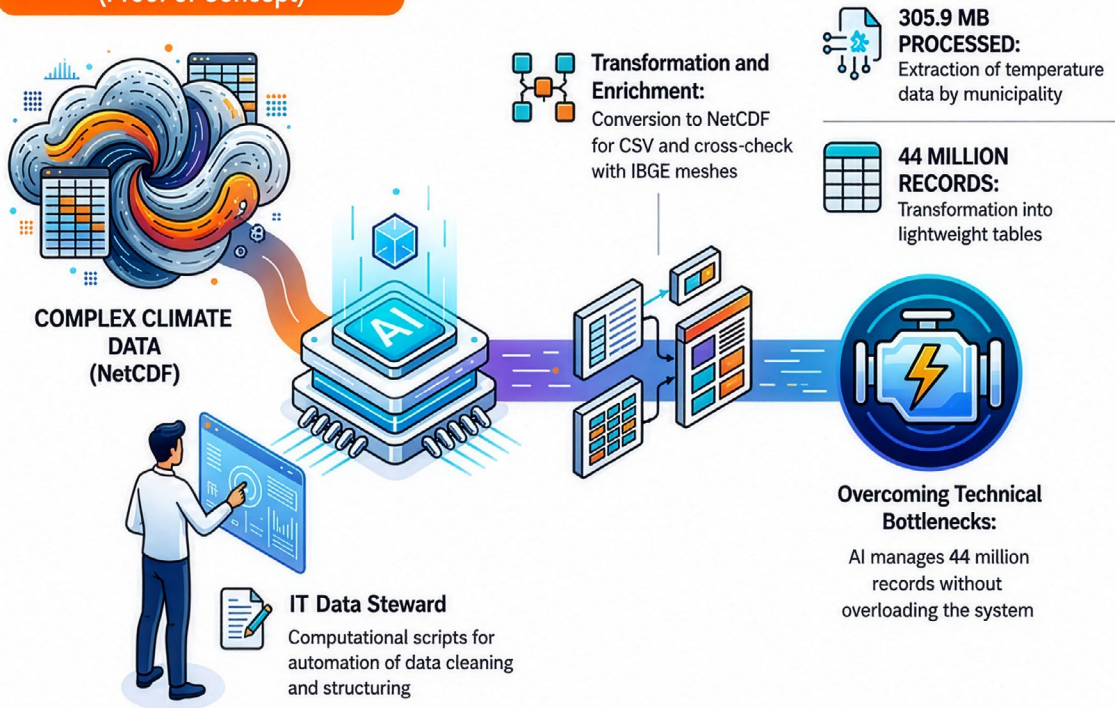 (Proof of Concept)
305.9 MB
PROCESSED:
Extraction of temperature
data by municipality
Transformation and
Enrichment:
Conversion to NetCDF
for CSV and cross-check
with IBGE meshes
44 MILLION
RECORDS:
Transformation into
lightweight tables
COMPLEX CLIMATE
DATA
(NetCDF)
AI
Overcoming Technical
Bottlenecks:
AI manages 44 million
records without
overloading the system
IT Data Steward
Computational scripts for
automation of data cleaning
and structuring